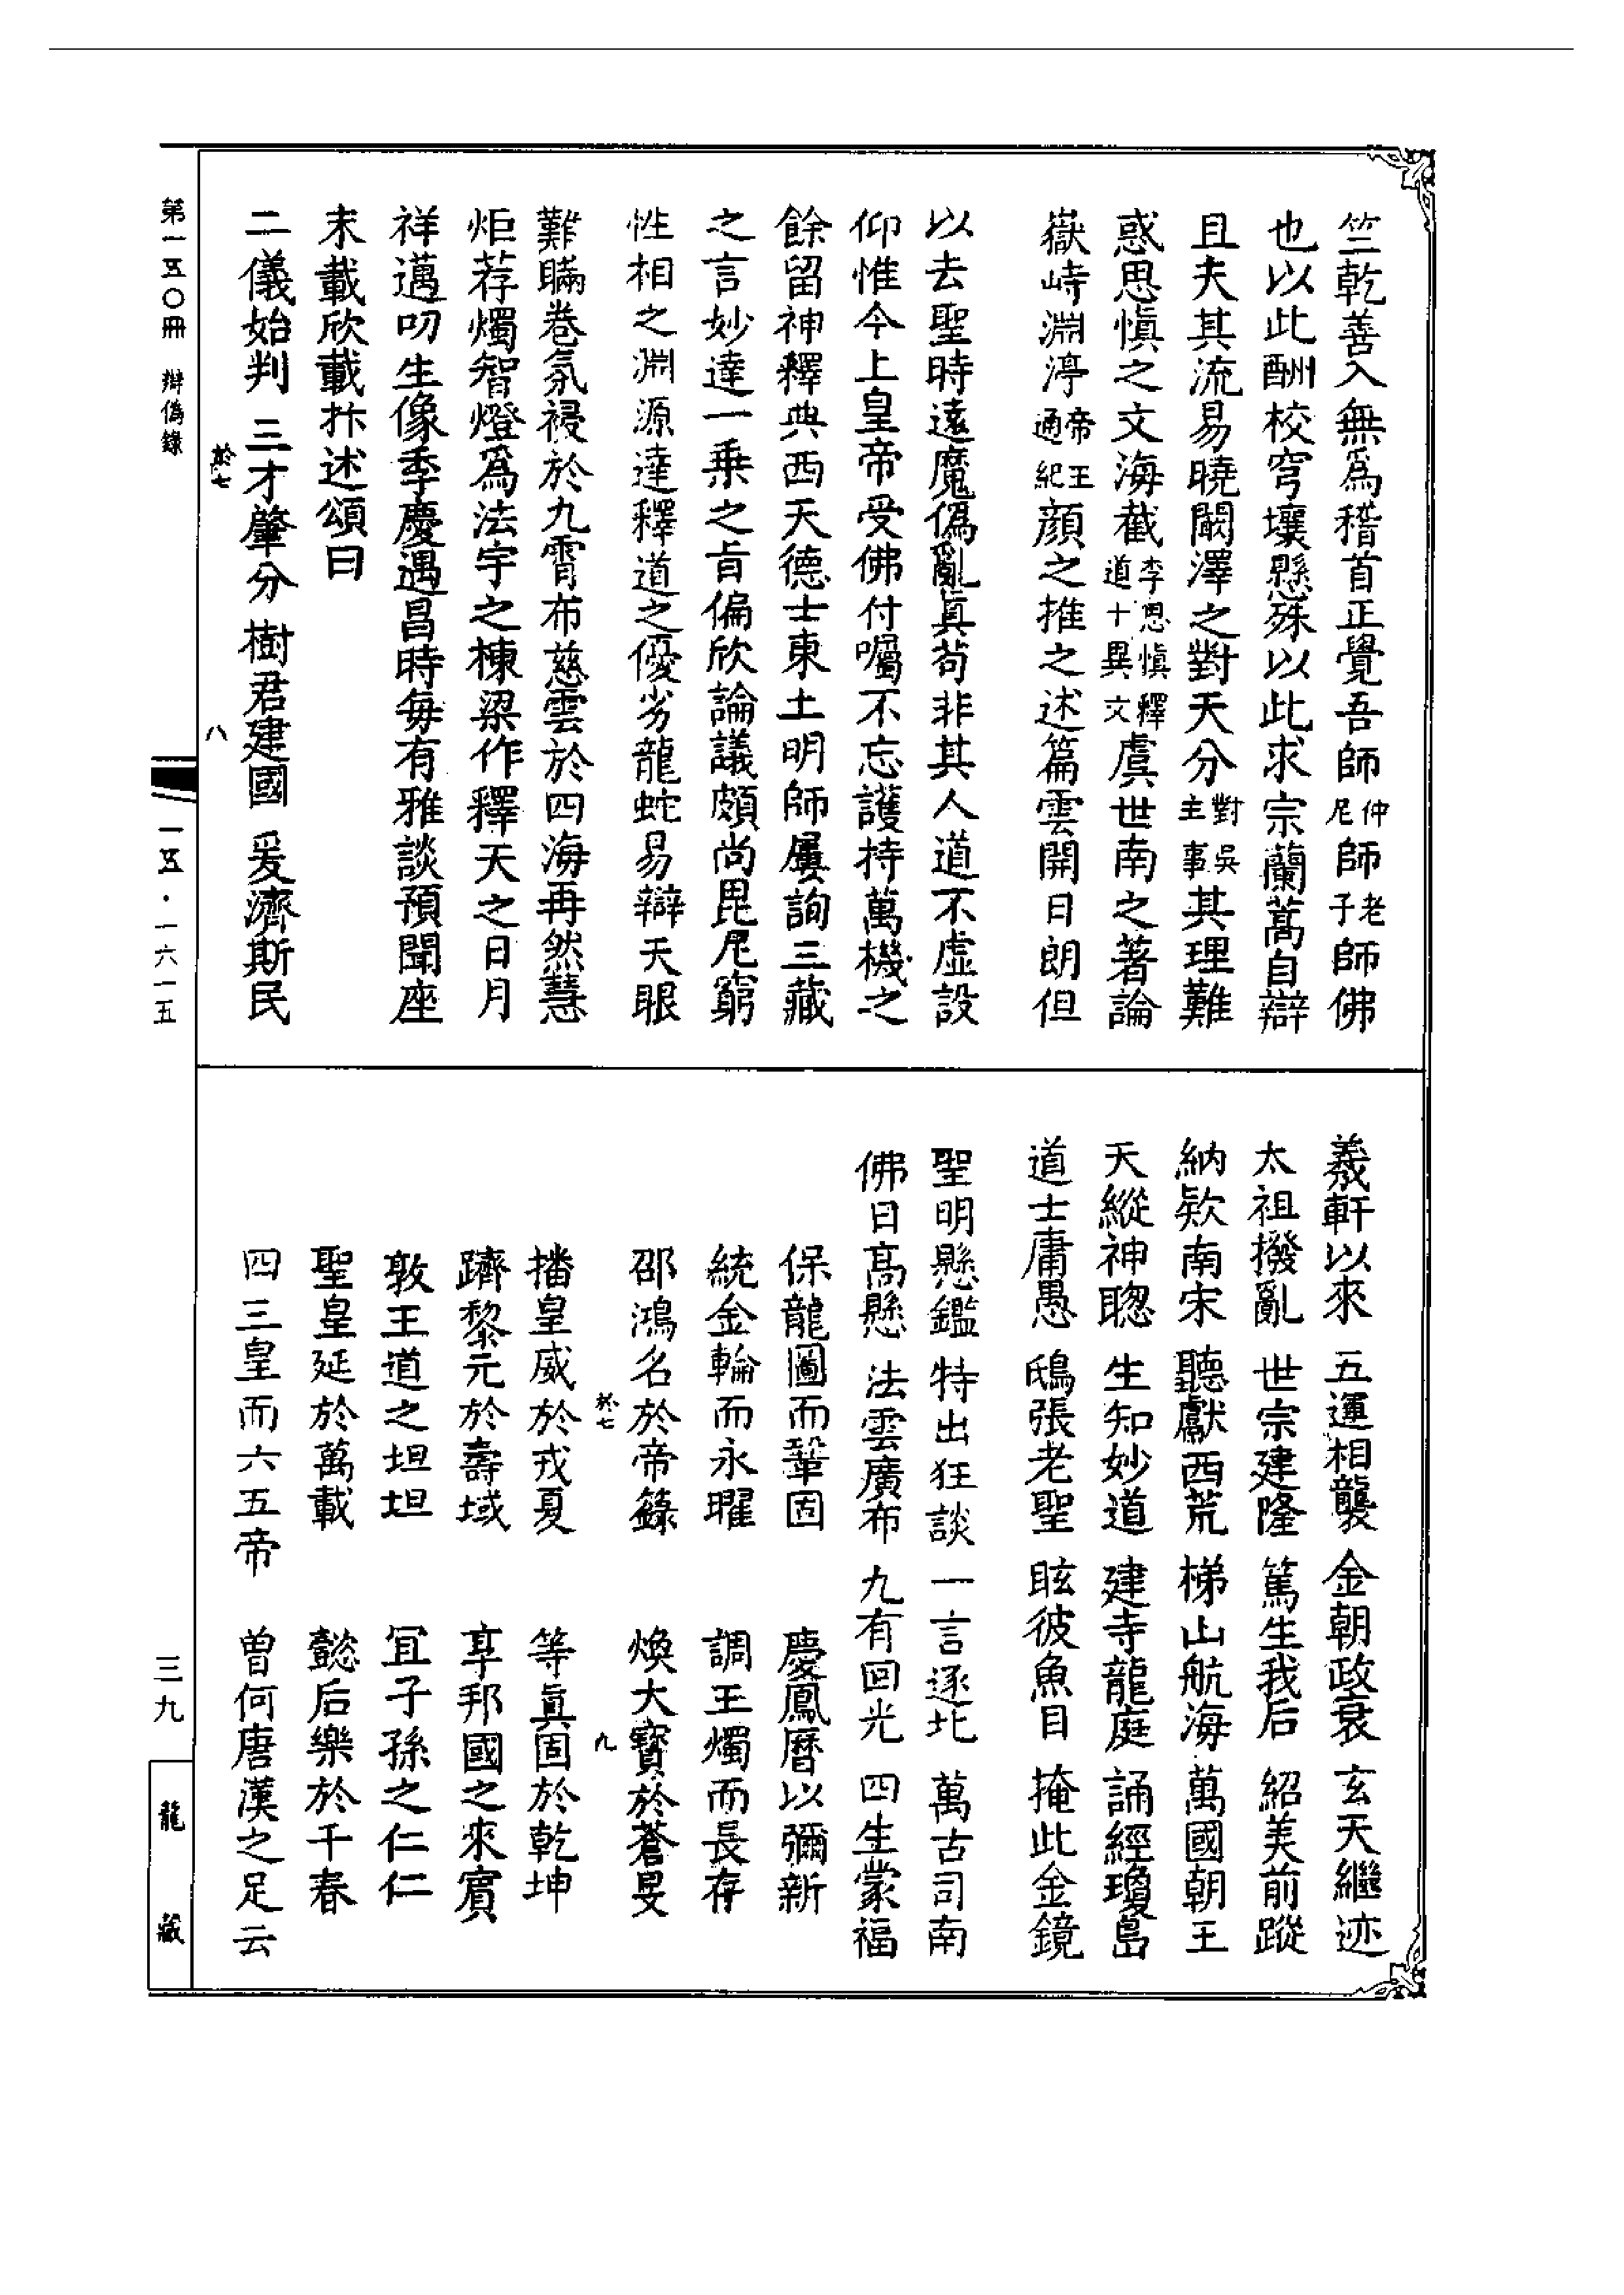 竺乾善入無爲稽首正覺吾師仲尼師老子師佛
也以此酬校穹壤懸殊以此求宗蘭蒿自辯
且夫其流易曉闞澤之對天分對吳主事其理難
惑思愼之文海截李思愼釋道十異文虞世南之著論
嶽峙淵渟帝王通紀顏之推之述篇雲開日朗但
以去聖時遠魔僞亂眞苟非其人道不虛設
仰惟今上皇帝受佛付囑不忘護持萬機之
餘留神釋典西天德士東土明師屢詢三藏
之言妙達一乗之旨偏欣論議頗尚毘尼窮
性相之淵源達釋道之優劣龍蛇易辯天眼
難瞞卷氛祲於九霄布慈雲於四海再然慧
炬荐燭智燈爲法宇之棟梁作釋天之日月
祥邁叨生像季慶遇昌時每有雅談預聞座
末載欣載抃述頌曰
二儀始判 三才肇分 樹君建國 爰濟斯民
羲軒以來 五運相襲 金朝政衰 玄天繼迹
太祖撥亂 世宗建隆 篤生我后 紹美前蹤
納欵南宋 聽獻西荒 梯山航海 萬國朝王
天縱神聰 生知妙道 建寺龍庭 誦經瓊島
道士庸愚 鴟張老聖 眩彼魚目 掩此金鏡
聖明懸鑑 特出狂談 一言逐北 萬古司南
佛日高懸 法雲廣布 九有回光 四生蒙福
保龍圖而鞏固 慶鳳曆以彌新
統金輪而永曜 調王燭而長存
邵鴻名於帝籙 煥大寶於蒼旻
播皇威於戎夏 等眞固於乾坤
躋黎元於壽域 享邦國之來賓
敦王道之坦坦 宜子孫之仁仁
聖皇延於萬載 懿后樂於千春
四三皇而六五帝 曾何唐漢之足云
第一五〇冊 辯僞錄
於七
八
一五·一六一五
於七
九
三九
龍藏